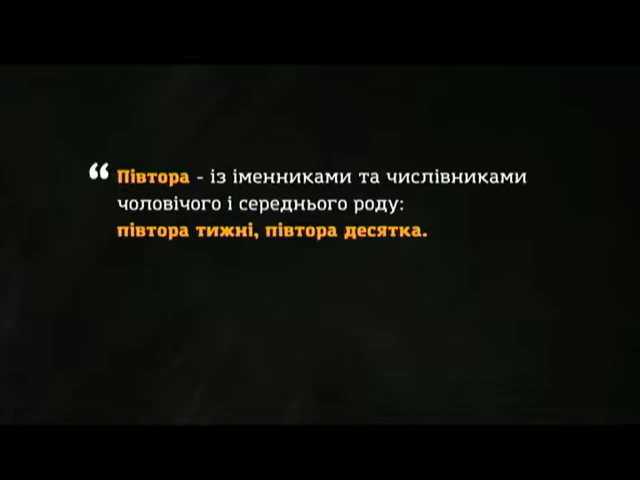 “ Півтора - із іменниками та числівниками
чоловічого і середнього роду:
півтора тижні, півтора десятка.